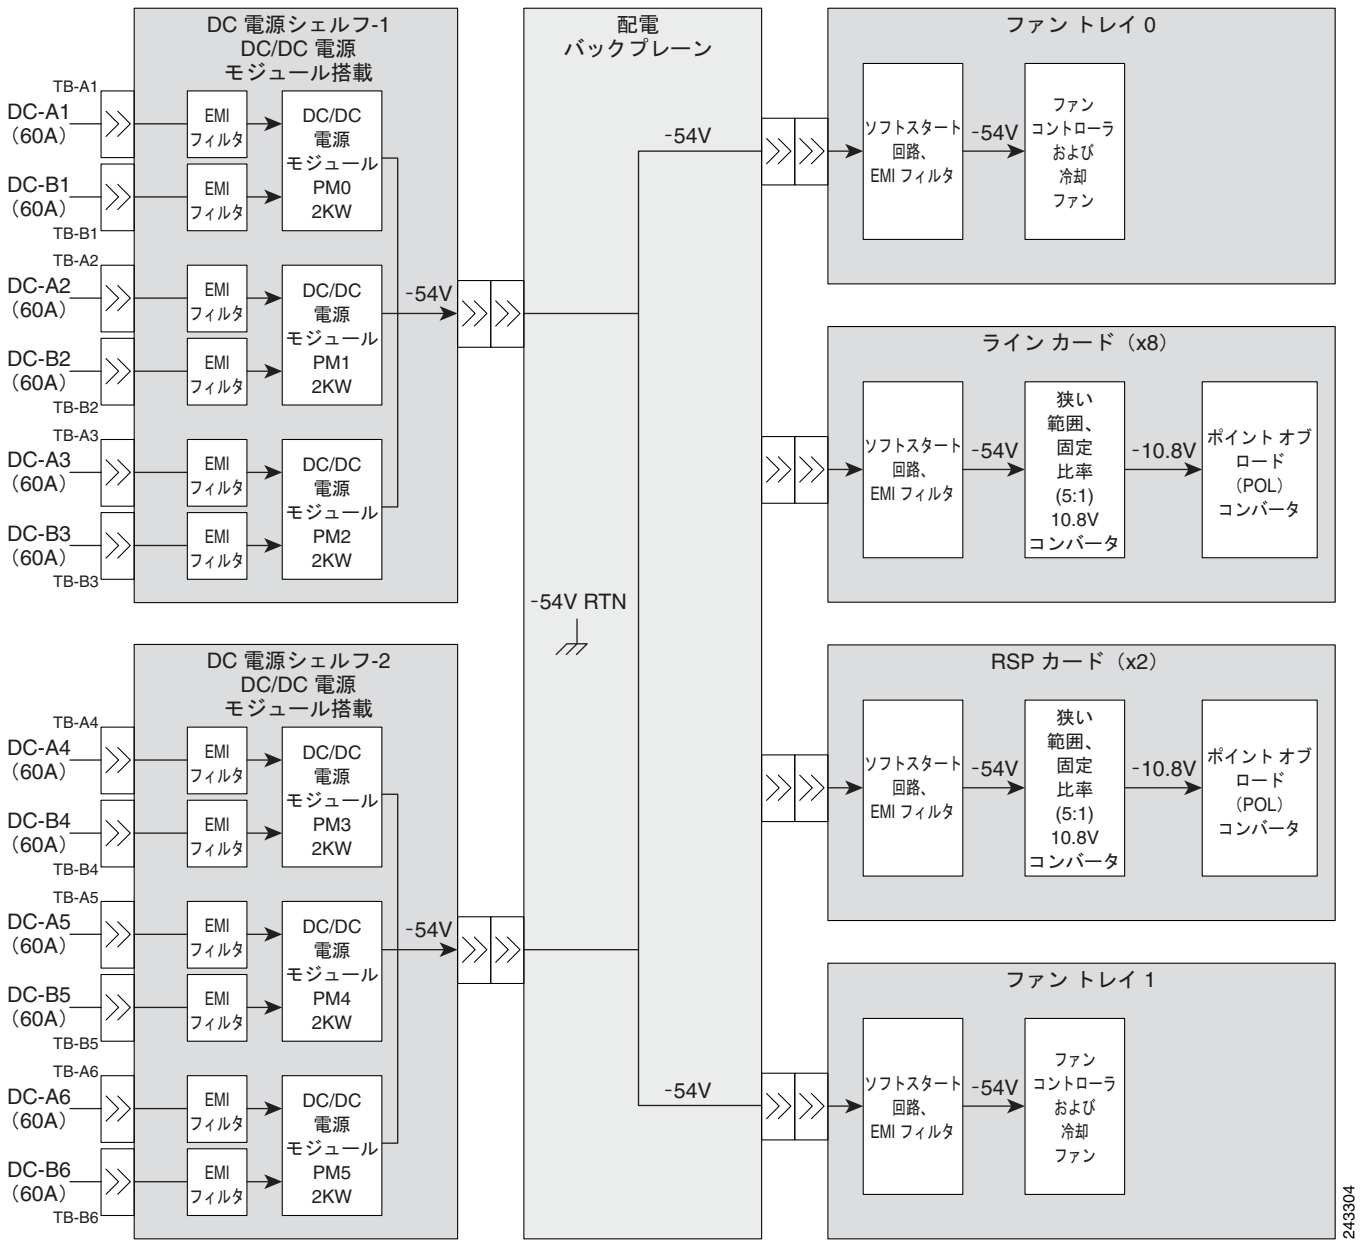 DC 電源シェルフ-1
DC/DC 電源
モジュール搭載
TB-A1
DC-A1
（60A）
EMI
フィルタ
DC-B1
（60A）
TB-B1
EMI
フィルタ
DC/DC
電源
モジュール
PM0
2KW
TB-A2
DC-A2
（60A）
EMI
フィルタ
DC-B2
（60A）
TB-B2
EMI
フィルタ
DC/DC
電源
モジュール
PM1
2KW
-54V
TB-A3
DC-A3
（60A）
EMI
フィルタ
DC-B3
（60A）
TB-B3
EMI
フィルタ
DC/DC
電源
モジュール
PM2
2KW
DC 電源シェルフ-2
DC/DC 電源
モジュール搭載
TB-A4
DC-A4
（60A）
EMI
フィルタ
DC-B4
（60A）
TB-B4
EMI
フィルタ
DC/DC
電源
モジュール
PM3
2KW
TB-A5
DC-A5
（60A）
EMI
フィルタ
DC-B5
（60A）
TB-B5
EMI
フィルタ
DC/DC
電源
モジュール
PM4
2KW
-54V
TB-A6
DC-A6
（60A）
EMI
フィルタ
DC-B6
（60A）
TB-B6
EMI
フィルタ
DC/DC
電源
モジュール
PM5
2KW
配電
バックプレーン
-54V
-54V RTN
-54V
ファン トレイ 0
ソフトスタート
回路、
EMI フィルタ
-54V
ファン
コントローラ
および
冷却
ファン
ライン カード（x8）
ソフトスタート
回路、
EMI フィルタ
-54V
狭い
範囲、
固定
比率
(5:1)
10.8V
コンバータ
-10.8V
ポイント オブ
ロード
（POL）
コンバータ
RSP カード（x2）
ソフトスタート
回路、
EMI フィルタ
-54V
狭い
範囲、
固定
比率
(5:1)
10.8V
コンバータ
-10.8V
ポイント オブ
ロード
（POL）
コンバータ
ファン トレイ 1
ソフトスタート
回路、
EMI フィルタ
-54V
ファン
コントローラ
および
冷却
ファン
243304